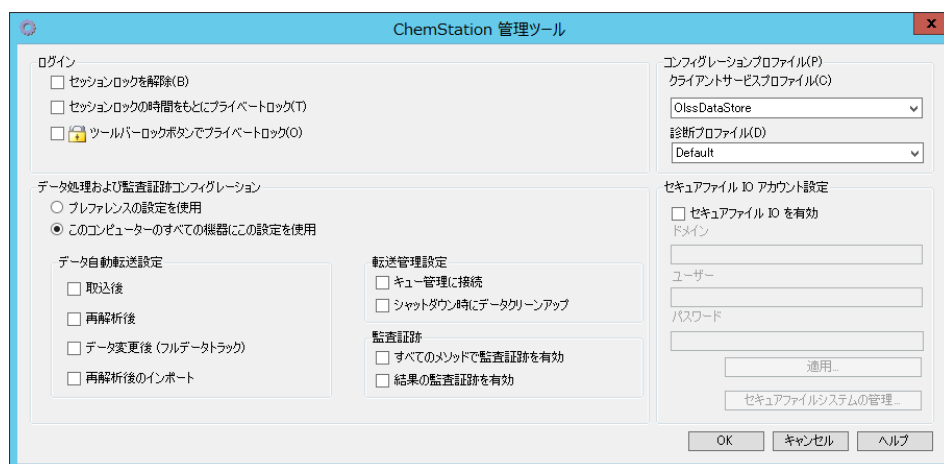 ChemStation 管理ツール
x
ログイン
セッションロックを解除(B)
セッションロックの時間をもとにプライベートロック(T)
ツールバーロックボタンでプライベートロック(O)
コンフィグレーションプロファイル(P)
クライアントサービスプロファイル(C)
OlssDataStore
診断プロファイル(D)
Default
データ処理および監査証跡コンフィグレーション
プレファレンスの設定を使用
このコンピューターのすべての機器にこの設定を使用
データ自動転送設定
取込後
再解析後
データ変更後 (フルデータトラック)
再解析後のインポート
転送管理設定
キュー管理に接続
シャットダウン時にデータクリーンアップ
監査証跡
すべてのメソッドで監査証跡を有効
結果の監査証跡を有効
セキュアファイル IO アカウント設定
セキュアファイル IO を有効
ドメイン
ユーザー
パスワード
適用...
セキュアファイルシステムの管理...
OK
キャンセル
ヘルプ